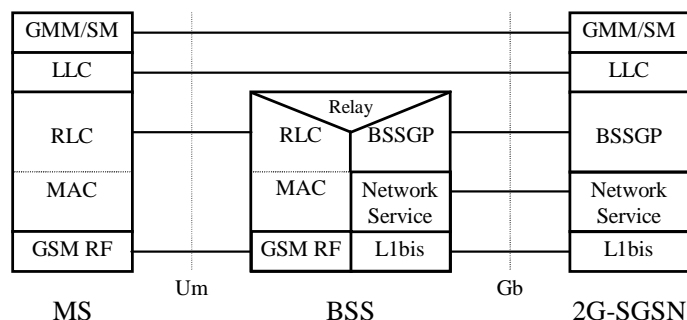 GMM/SM
LLC
RLC
MAC
GSM RF
Um
MS
Relay
RLC
BSSGP
MAC
Network
Service
GSM RF
L1bis
BSS
Gb
GMM/SM
LLC
BSSGP
Network
Service
L1bis
2G-SGSN